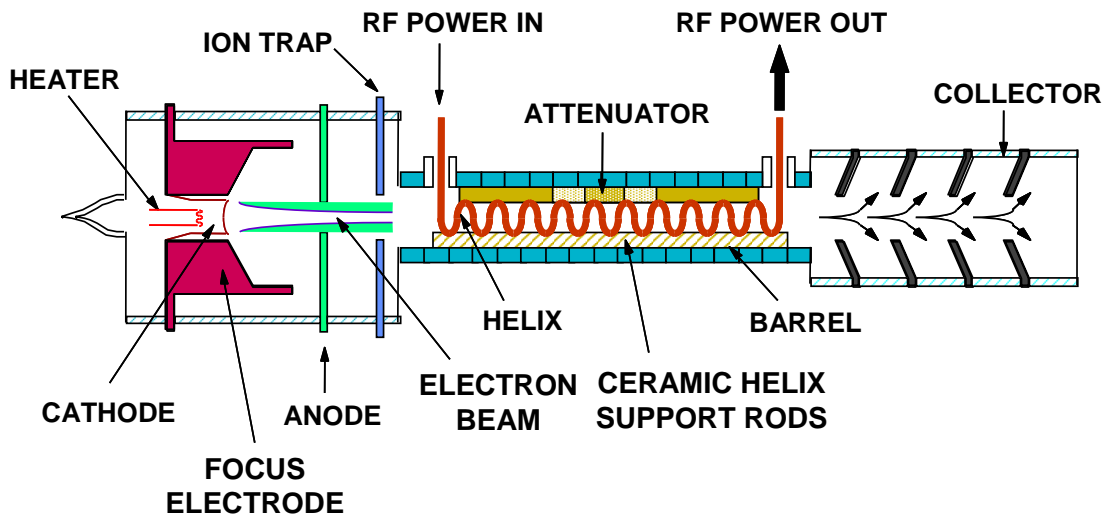 RF POWER IN
RF POWER OUT
ION TRAP
HEATER
ATTENUATOR
COLLECTOR
HELIX
BARREL
CATHODE
ANODE
ELECTRON
BEAM
CERAMIC HELIX
SUPPORT RODS
FOCUS
ELECTRODE